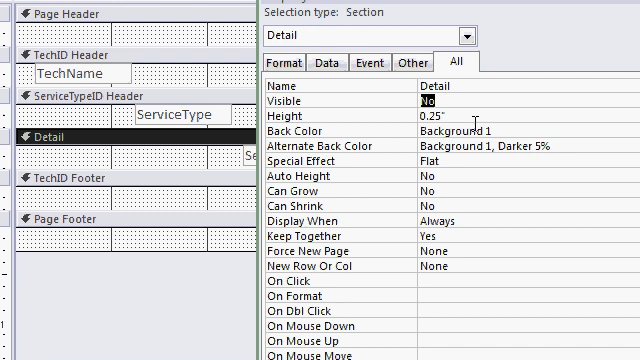 Page Header
TechID Header
TechName
ServiceTypeID Header
ServiceType
Detail
Se
TechID Footer
Page Footer
1
Selection type: Section
Detail
Format Data Event Other All
Name Detail
Visible No
Height 0.25"
Back Color Background 1
Alternate Back Color Background 1, Darker 5%
Special Effect Flat
Auto Height No
Can Grow No
Can Shrink No
Display When Always
Keep Together Yes
Force New Page None
New Row Or Col None
On Click
On Format
On Dbl Click
On Mouse Down
On Mouse Up
On Mouse Move